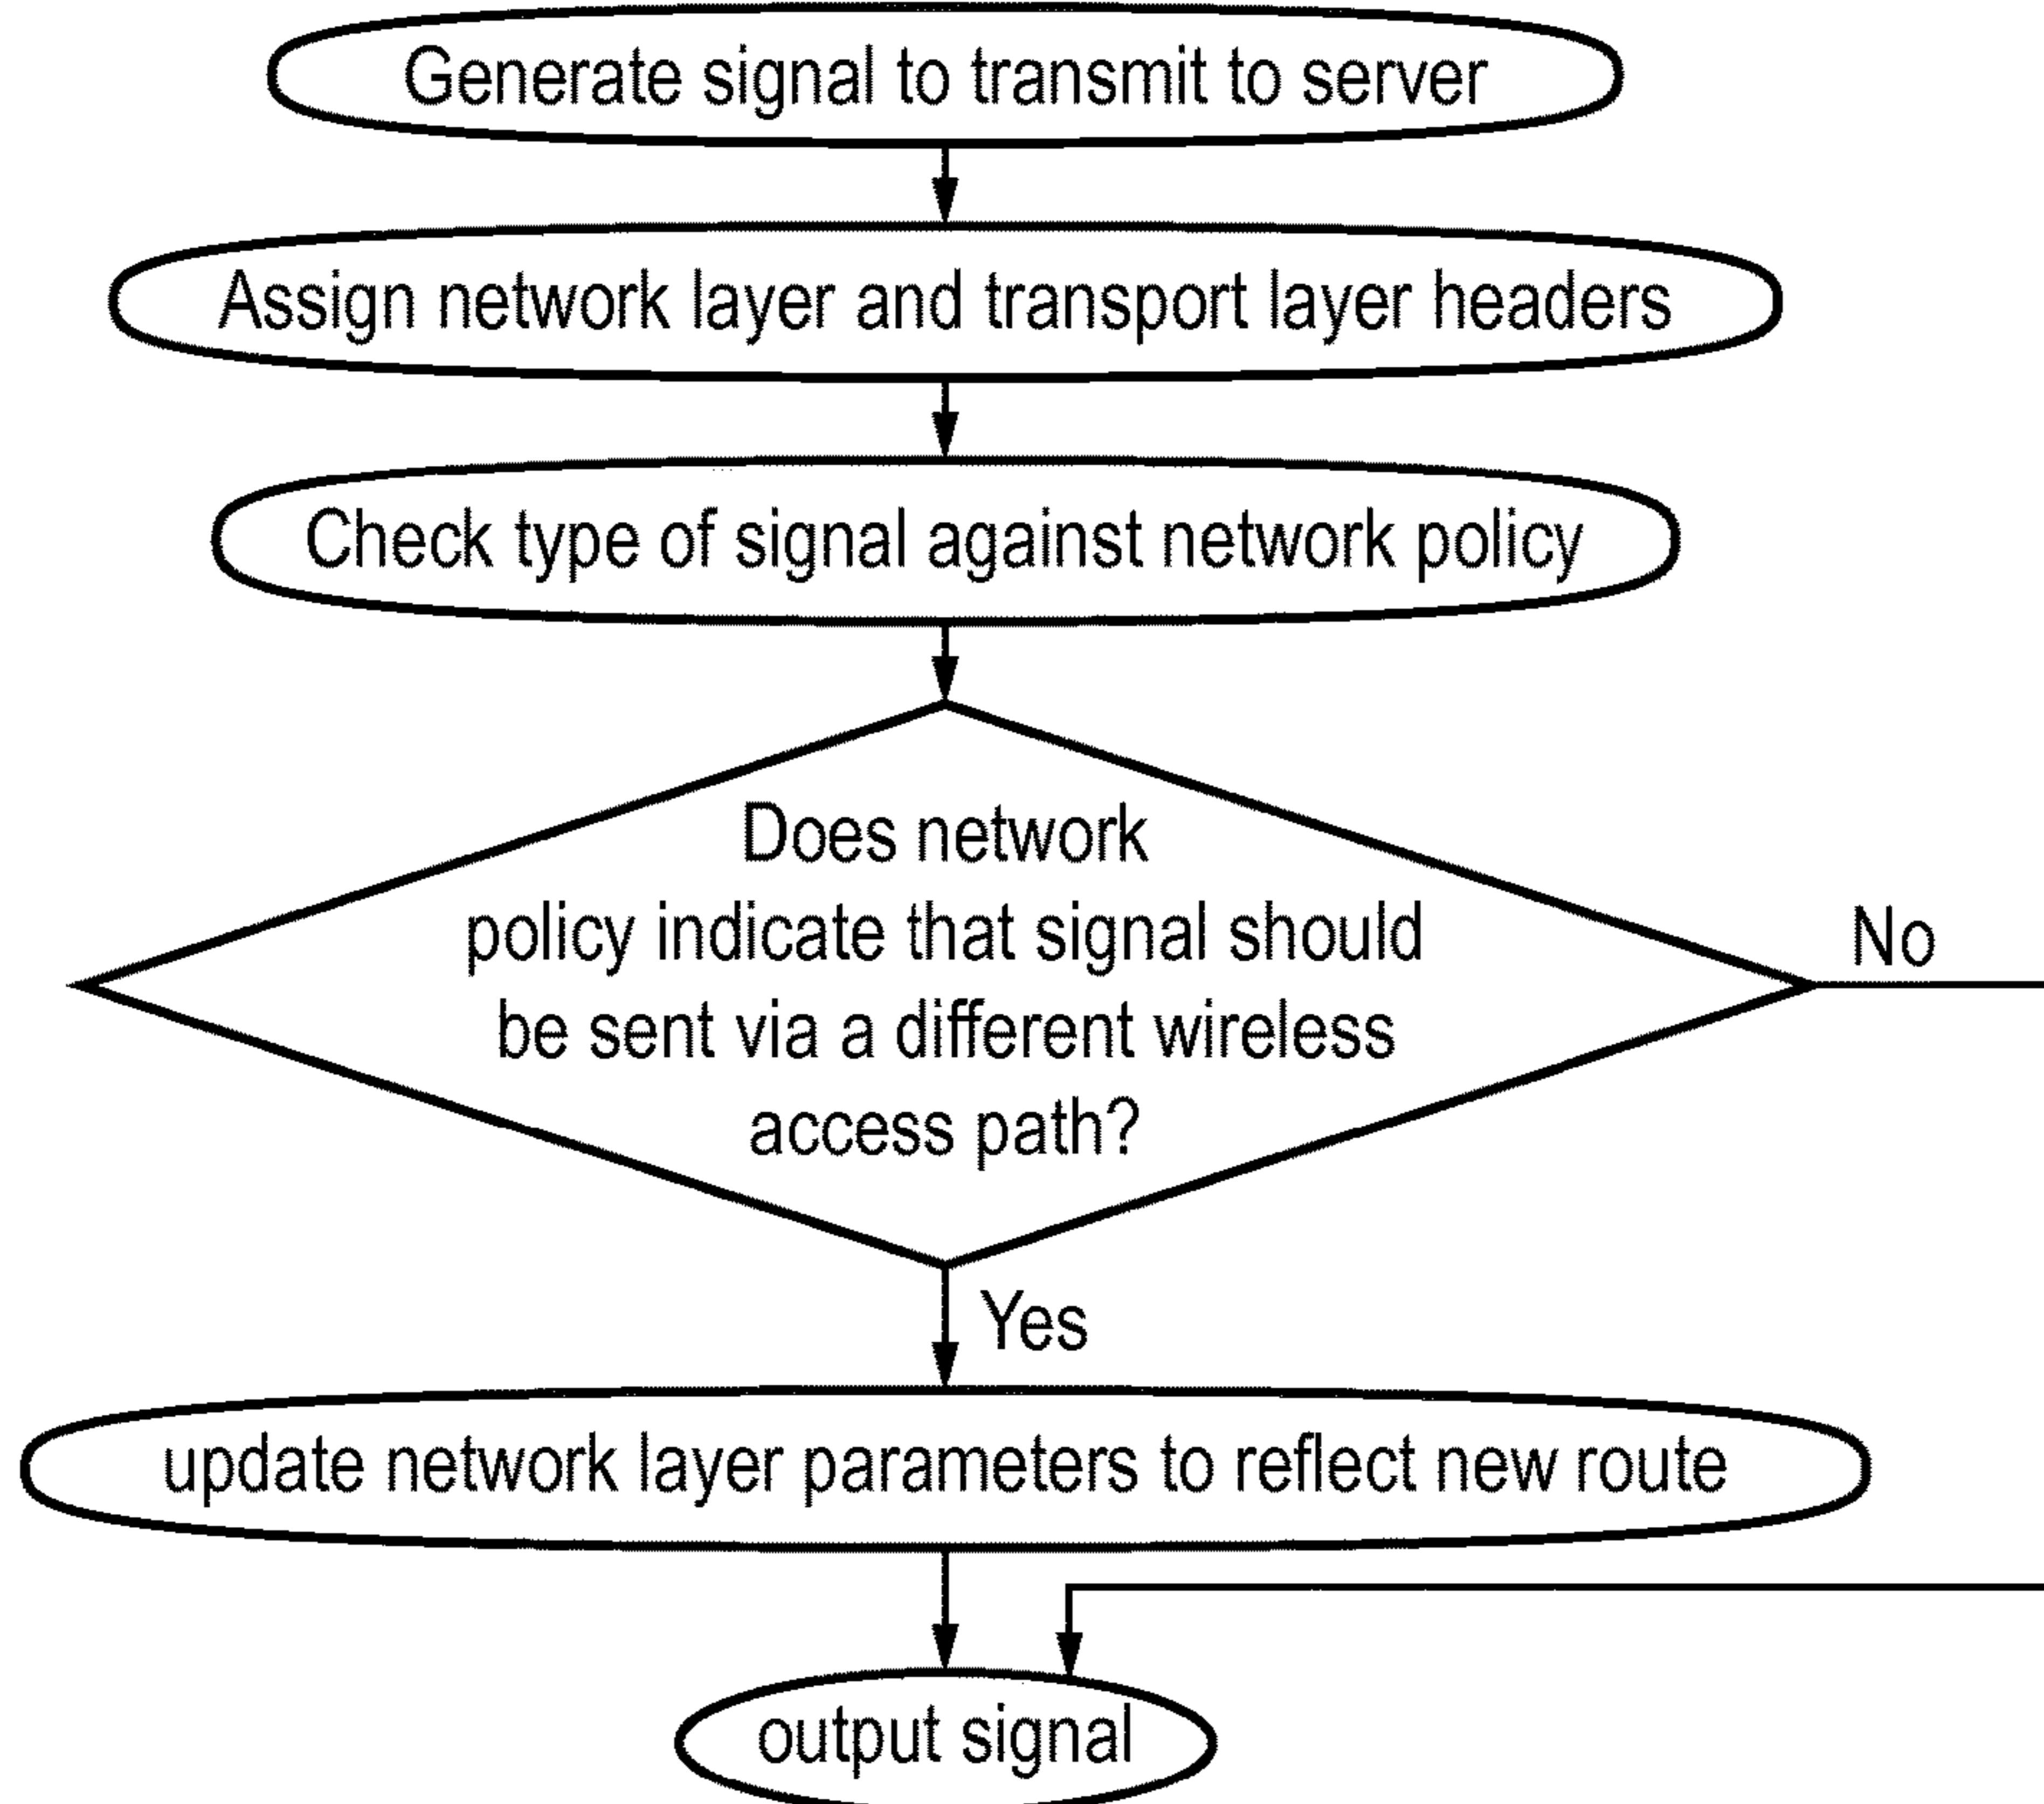 Generate signal to transmit to server
Assign network layer and transport layer headers
Check type of signal against network policy
Does network
policy indicate that signal should
be sent via a different wireless
access path?
No
Yes
update network layer parameters to reflect new route
output signal